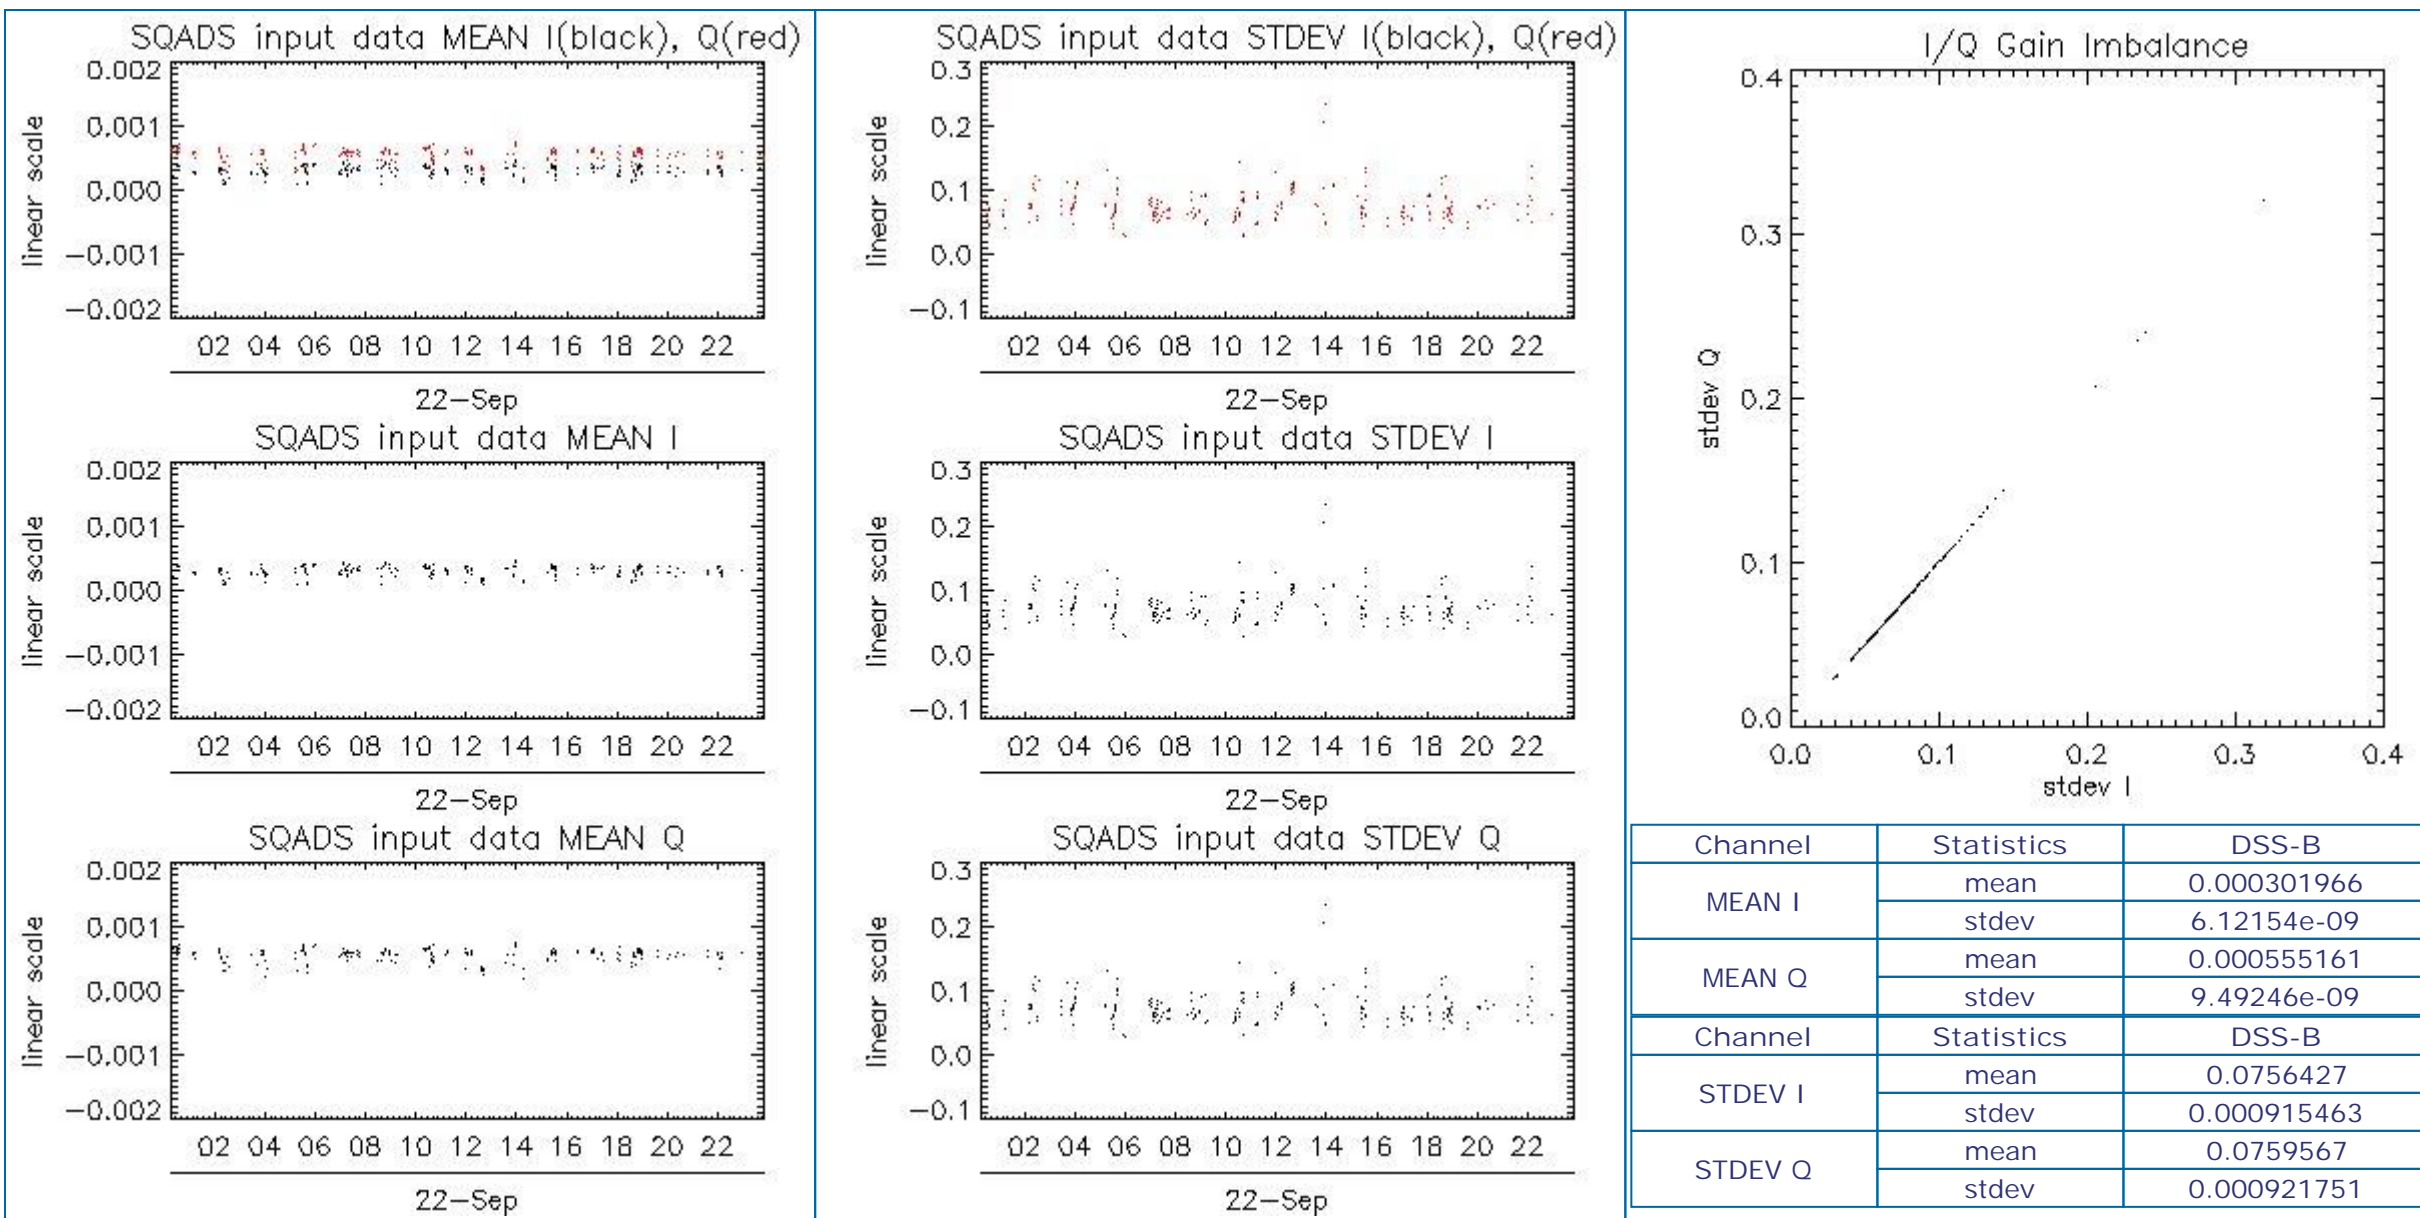 SQADS input data MEAN I(black), Q(red)
0.002
0.001
0.000
−0.001
−0.002
linear scale
02 04 06 08 10 12 14 16 18 20 22
22−Sep
SQADS input data MEAN I
0.002
0.001
0.000
−0.001
−0.002
linear scale
02 04 06 08 10 12 14 16 18 20 22
22−Sep
SQADS input data MEAN Q
0.002
0.001
0.000
−0.001
−0.002
linear scale
02 04 06 08 10 12 14 16 18 20 22
22−Sep
SQADS input data STDEV I(black), Q(red)
0.3
0.2
0.1
0.0
−0.1
linear scale
02 04 06 08 10 12 14 16 18 20 22
22−Sep
SQADS input data STDEV I
0.3
0.2
0.1
0.0
−0.1
linear scale
02 04 06 08 10 12 14 16 18 20 22
22−Sep
SQADS input data STDEV Q
0.3
0.2
0.1
0.0
−0.1
linear scale
02 04 06 08 10 12 14 16 18 20 22
22−Sep
I/Q Gain Imbalance
0.4
0.3
0.2
0.1
0.0
stdev Q
0.0 0.1 0.2 0.3 0.4
stdev I
Channel Statistics DSS-B
MEAN I mean 0.000301966
stdev 6.12154e-09
MEAN Q mean 0.000555161
stdev 9.49246e-09
Channel Statistics DSS-B
STDEV I mean 0.0756427
stdev 0.000915463
STDEV Q mean 0.0759567
stdev 0.000921751